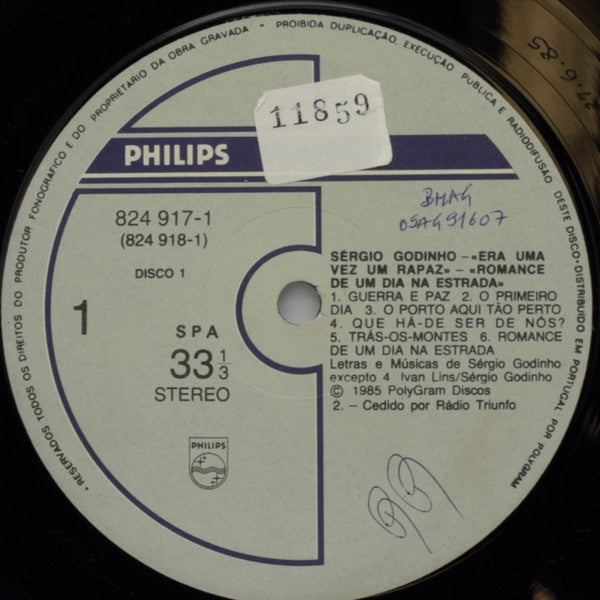 RESERVADOS TODOS OS DIREITOS DO PRODUTOR FONOGRÁFICO E DO PROPRIETÁRIO DA OBRA GRAVADA - PROIBIDA DUPLICAÇÃO, EXECUÇÃO PÚBLICA E RADIODIFUSÃO DESTE DISCO - DISTRIBUIDO EM PORTUGAL POR POLYGRAM
27.6.85
11859
PHILIPS
824 917-1
(824 918-1)
BMAG
OSAG91607
DISCO 1
1
SPA
33 1/3
STEREO
SÉRGIO GODINHO - «ERA UMA
VEZ UM RAPAZ» - «ROMANCE
DE UM DIA NA ESTRADA»
1. GUERRA E PAZ 2. O PRIMEIRO
DIA 3. O PORTO AQUI TÃO PERTO
4. QUE HÁ-DE SER DE NÓS?
5. TRÁS-OS-MONTES 6. ROMANCE
DE UM DIA NA ESTRADA
Letras e Músicas de Sérgio Godinho
excepto 4 Ivan Lins/Sérgio Godinho
© 1985 PolyGram Discos
2. - Cedido por Rádio Triunfo
PHILIPS